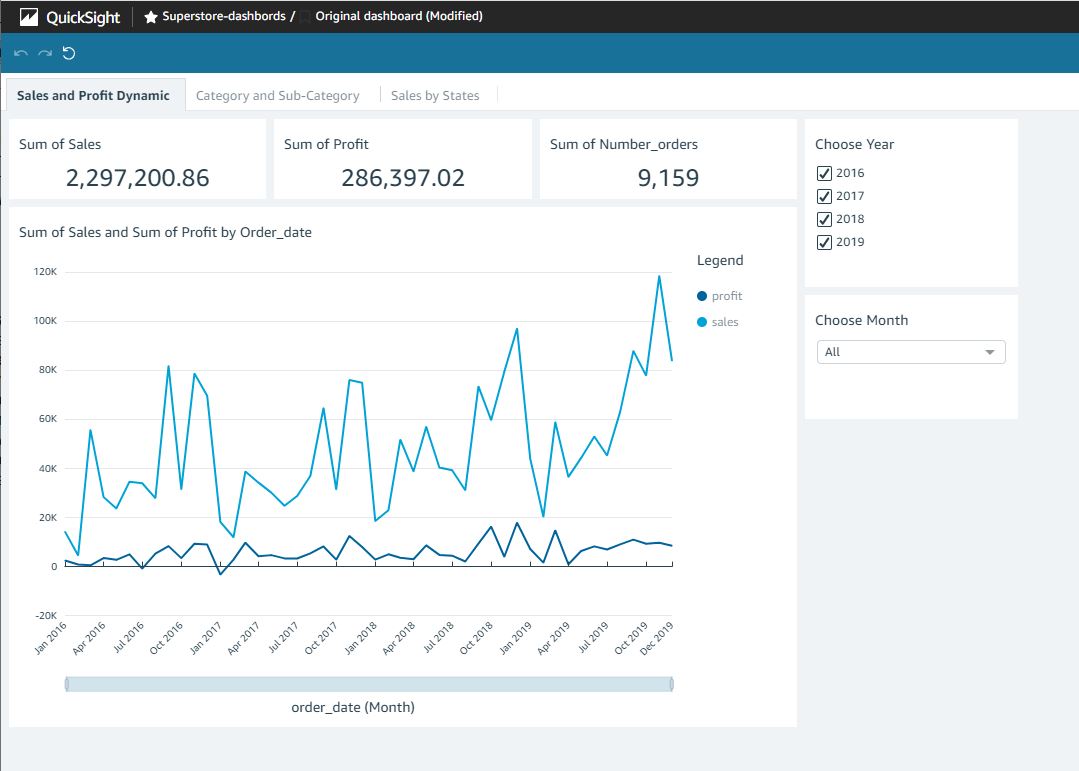 QuickSight
Superstore-dashbords / Original dashboard (Modified)
Sales and Profit Dynamic
Category and Sub-Category
Sales by States
Sum of Sales
2,297,200.86
Sum of Profit
286,397.02
Sum of Number_orders
9,159
Choose Year
2016
2017
2018
2019
Choose Month
All
Sum of Sales and Sum of Profit by Order_date
Legend
profit
sales
120K
100K
80K
60K
40K
20K
0
-20K
Jan 2016
Apr 2016
Jul 2016
Oct 2016
Jan 2017
Apr 2017
Jul 2017
Oct 2017
Jan 2018
Apr 2018
Jul 2018
Oct 2018
Jan 2019
Apr 2019
Jul 2019
Oct 2019
Dec 2019
order_date (Month)